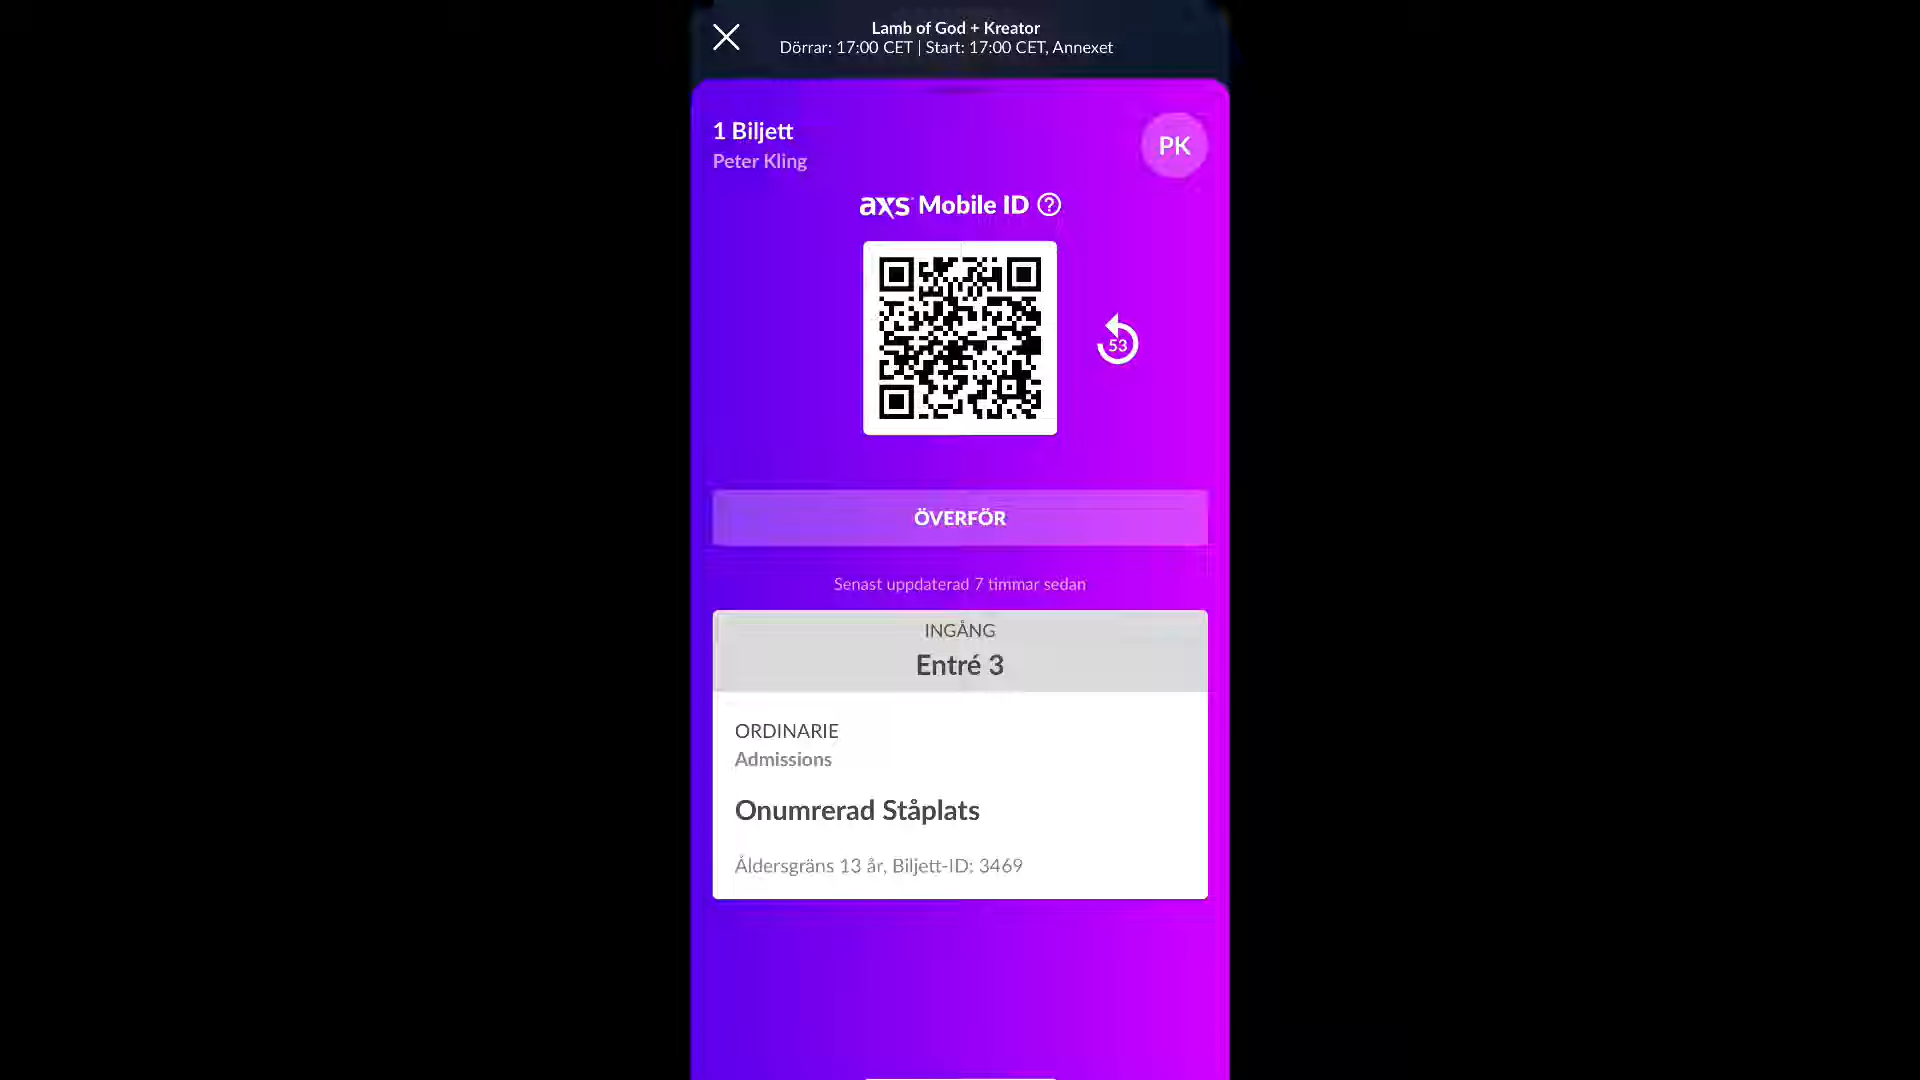 Lamb of God + Kreator
Dörrar: 17:00 CET | Start: 17:00 CET, Annexet
1 Biljett
Peter Kling
PK
axs Mobile ID ?
53
ÖVERFÖR
Senast uppdaterad 7 timmar sedan
INGÅNG
Entré 3
ORDINARIE
Admissions
Onumrerad Ståplats
Åldersgräns 13 år, Biljett-ID: 3469